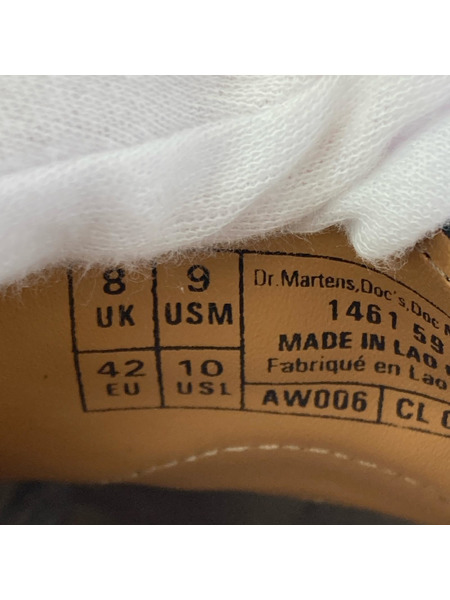 8 UK
9 USM
42 EU
10 USL
Dr.Martens,Doc's,Doc
1461 59
MADE IN LAO
Fabriqué en Lao
AW006 CL